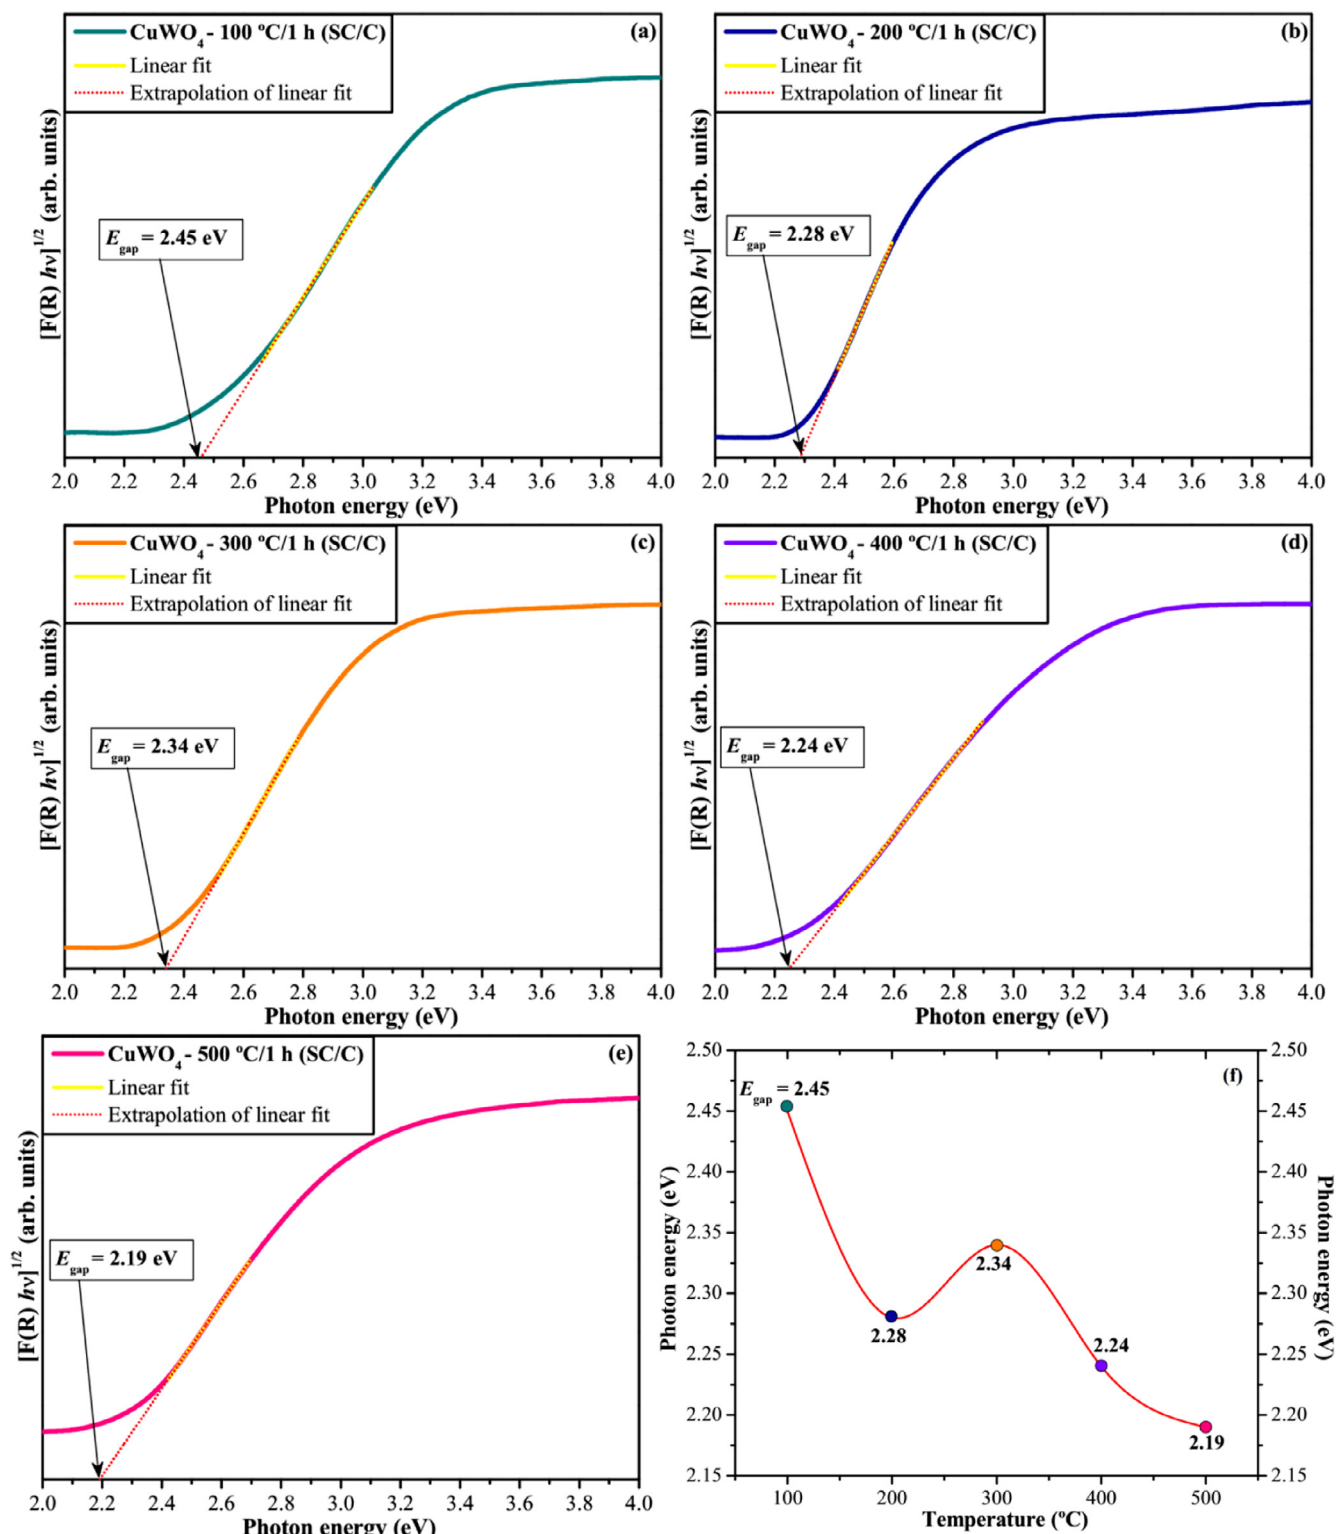 CuWO4 - 100 ºC/1 h (SC/C)
Linear fit
Extrapolation of linear fit
(a)
[F(R) hν]1/2 (arb. units)
Egap = 2.45 eV
2.0 2.2 2.4 2.6 2.8 3.0 3.2 3.4 3.6 3.8 4.0
Photon energy (eV)
CuWO4 - 200 ºC/1 h (SC/C)
Linear fit
Extrapolation of linear fit
(b)
[F(R) hν]1/2 (arb. units)
Egap = 2.28 eV
2.0 2.2 2.4 2.6 2.8 3.0 3.2 3.4 3.6 3.8 4.0
Photon energy (eV)
CuWO4 - 300 ºC/1 h (SC/C)
Linear fit
Extrapolation of linear fit
(c)
[F(R) hν]1/2 (arb. units)
Egap = 2.34 eV
2.0 2.2 2.4 2.6 2.8 3.0 3.2 3.4 3.6 3.8 4.0
Photon energy (eV)
CuWO4 - 400 ºC/1 h (SC/C)
Linear fit
Extrapolation of linear fit
(d)
[F(R) hν]1/2 (arb. units)
Egap = 2.24 eV
2.0 2.2 2.4 2.6 2.8 3.0 3.2 3.4 3.6 3.8 4.0
Photon energy (eV)
CuWO4 - 500 ºC/1 h (SC/C)
Linear fit
Extrapolation of linear fit
(e)
[F(R) hν]1/2 (arb. units)
Egap = 2.19 eV
2.0 2.2 2.4 2.6 2.8 3.0 3.2 3.4 3.6 3.8 4.0
Photon energy (eV)
(f)
Photon energy (eV)
2.50
2.45
2.40
2.35
2.30
2.25
2.20
2.15
Egap = 2.45
2.28
2.34
2.24
2.19
2.50
2.45
2.40
2.35
2.30
2.25
2.20
2.15
Photon energy (eV)
100 200 300 400 500
Temperature (ºC)